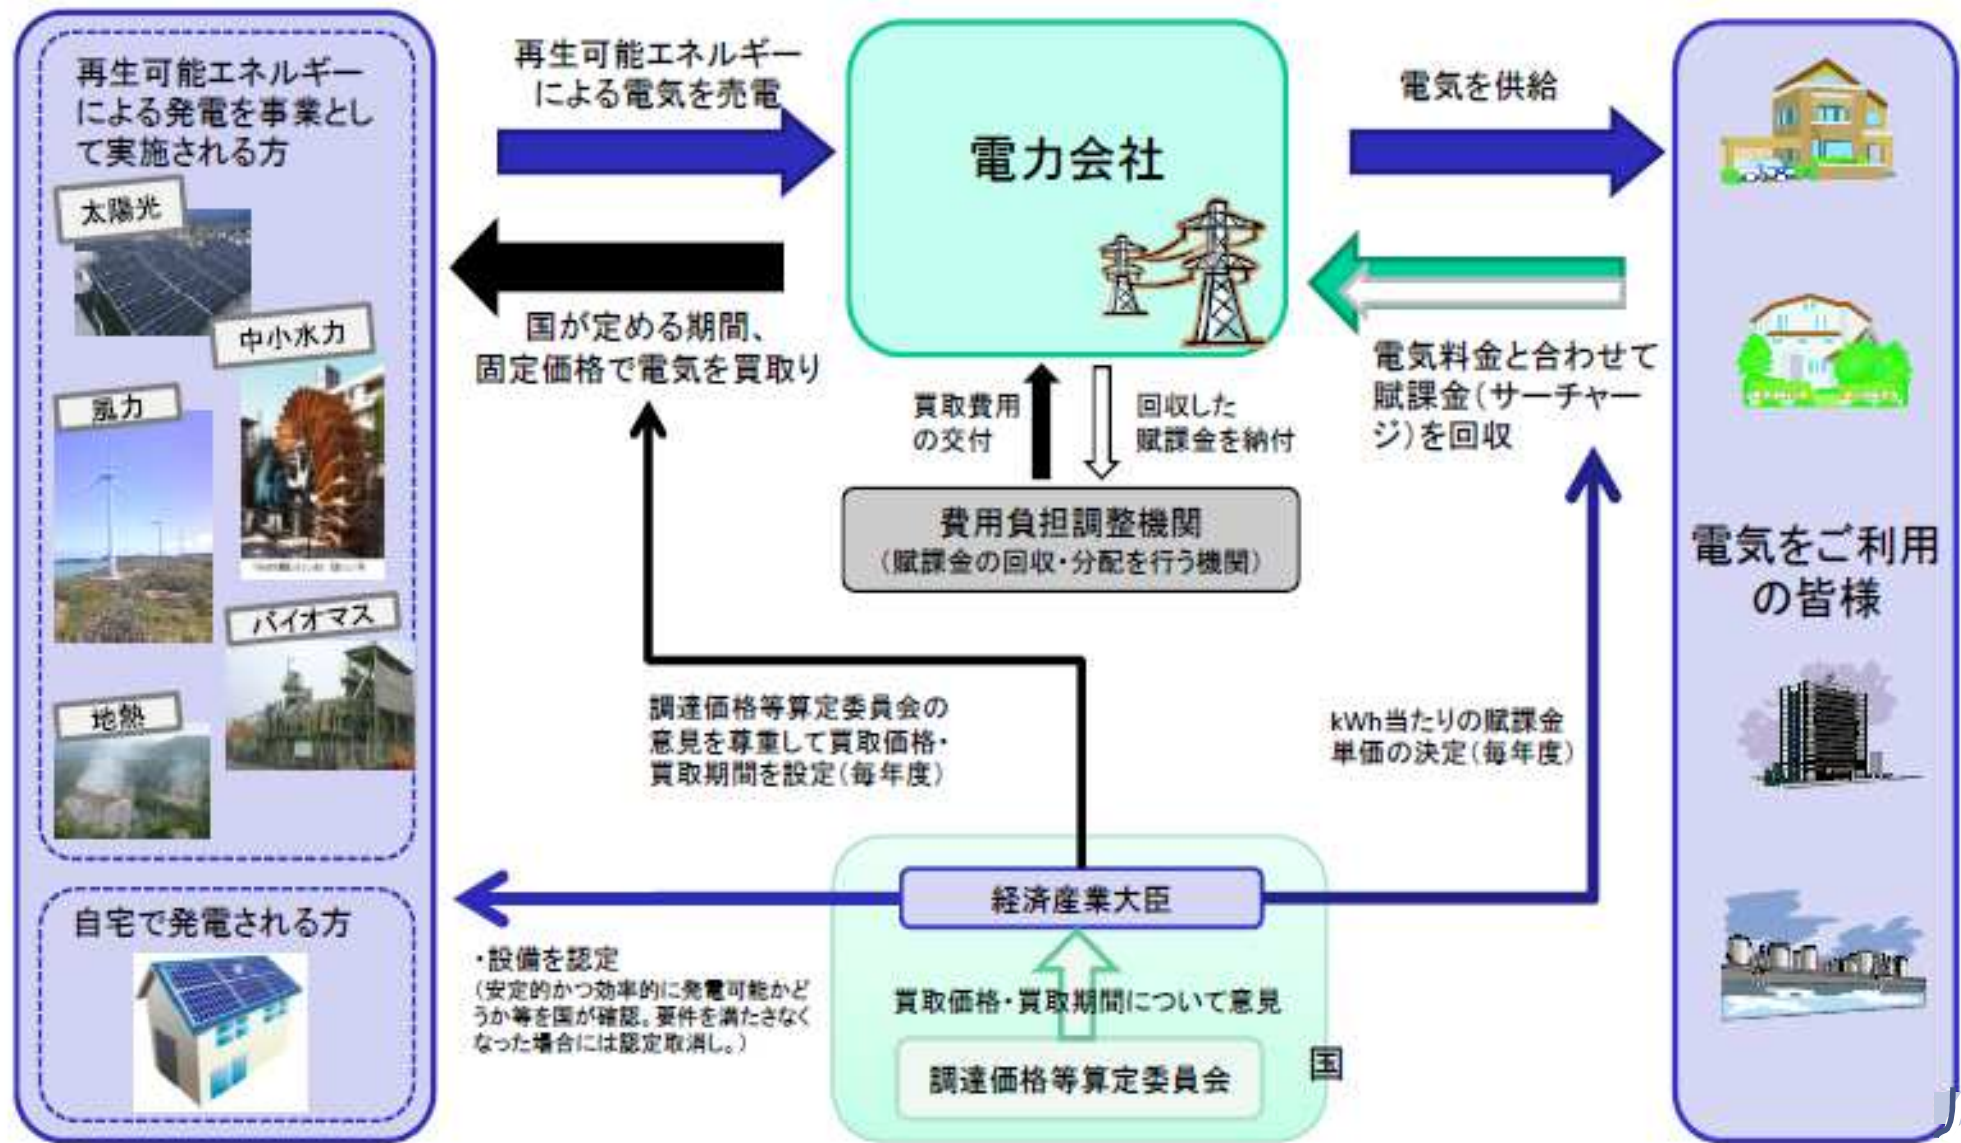 再生可能エネルギー
による発電を事業とし
て実施される方
太陽光
中小水力
風力
バイオマス
地熱
自宅で発電される方
再生可能エネルギー
による電気を売電
国が定める期間、
固定価格で電気を買取り
電力会社
電気を供給
電気料金と合わせて
賦課金(サーチャー
ジ)を回収
買取費用
の交付
回収した
賦課金を納付
費用負担調整機関
(賦課金の回収・分配を行う機関)
電気をご利用
の皆様
調達価格等算定委員会の
意見を尊重して買取価格・
買取期間を設定(毎年度)
kWh当たりの賦課金
単価の決定(毎年度)
経済産業大臣
・設備を認定
(安定的かつ効率的に発電可能かど
うか等を国が確認。要件を満たさなく
なった場合には認定取消し。)
買取価格・買取期間について意見
調達価格等算定委員会
国